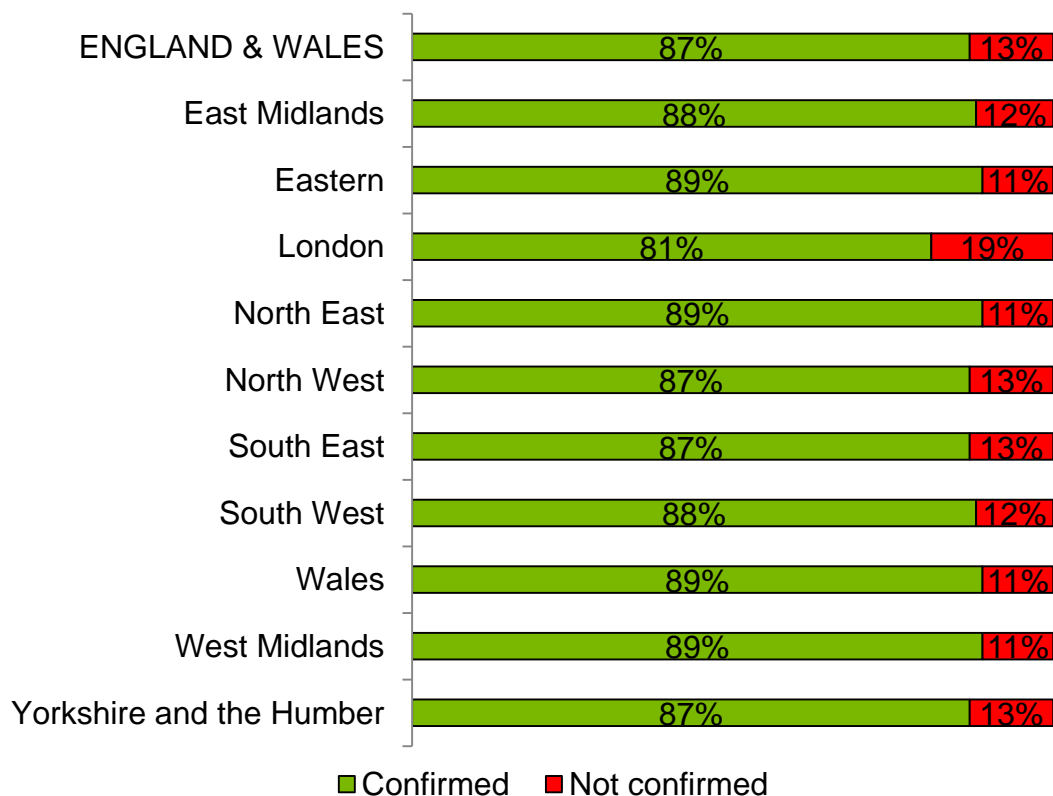 ENGLAND & WALES 87% 13%
East Midlands 88% 12%
Eastern 89% 11%
London 81% 19%
North East 89% 11%
North West 87% 13%
South East 87% 13%
South West 88% 12%
Wales 89% 11%
West Midlands 89% 11%
Yorkshire and the Humber 87% 13%
Confirmed Not confirmed